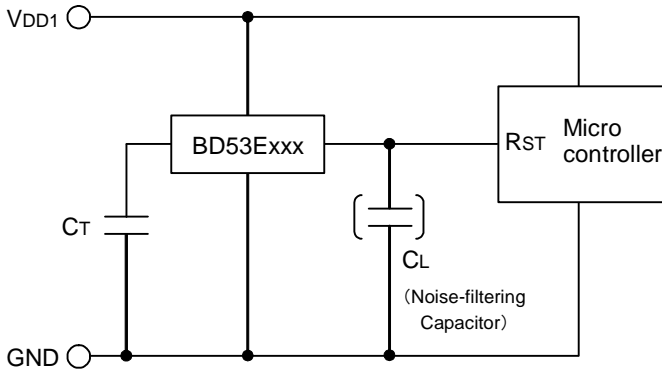 VDD1
BD53Exxx
RST
Micro
controller
CT
CL
（Noise-filtering
Capacitor）
GND